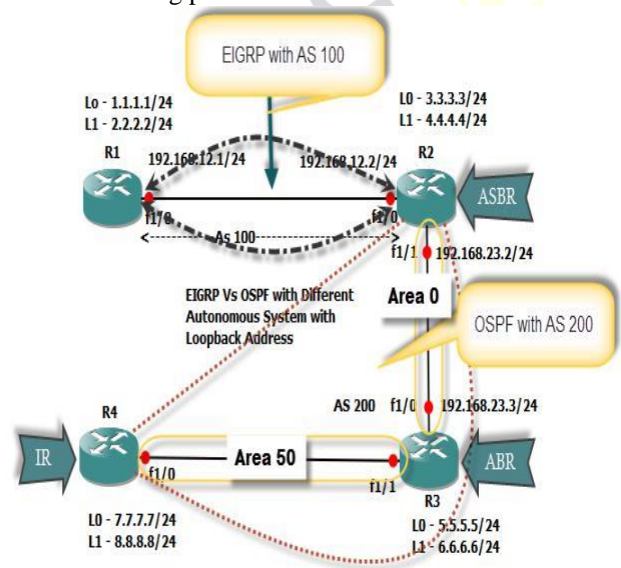 EIGRP with AS 100
Lo - 1.1.1.1/24
L1 - 2.2.2.2/24
R1
L0 - 3.3.3.3/24
L1 - 4.4.4.4/24
R2
192.168.12.1/24
192.168.12.2/24
ASBR
f1/0
f1/0
As 100
f1/1
192.168.23.2/24
EIGRP Vs OSPF with Different
Autonomous System with
Loopback Address
Area 0
OSPF with AS 200
AS 200
f1/0
192.168.23.3/24
R4
IR
f1/0
Area 50
f1/1
ABR
R3
L0 - 7.7.7.7/24
L1 - 8.8.8.8/24
L0 - 5.5.5.5/24
L1 - 6.6.6.6/24